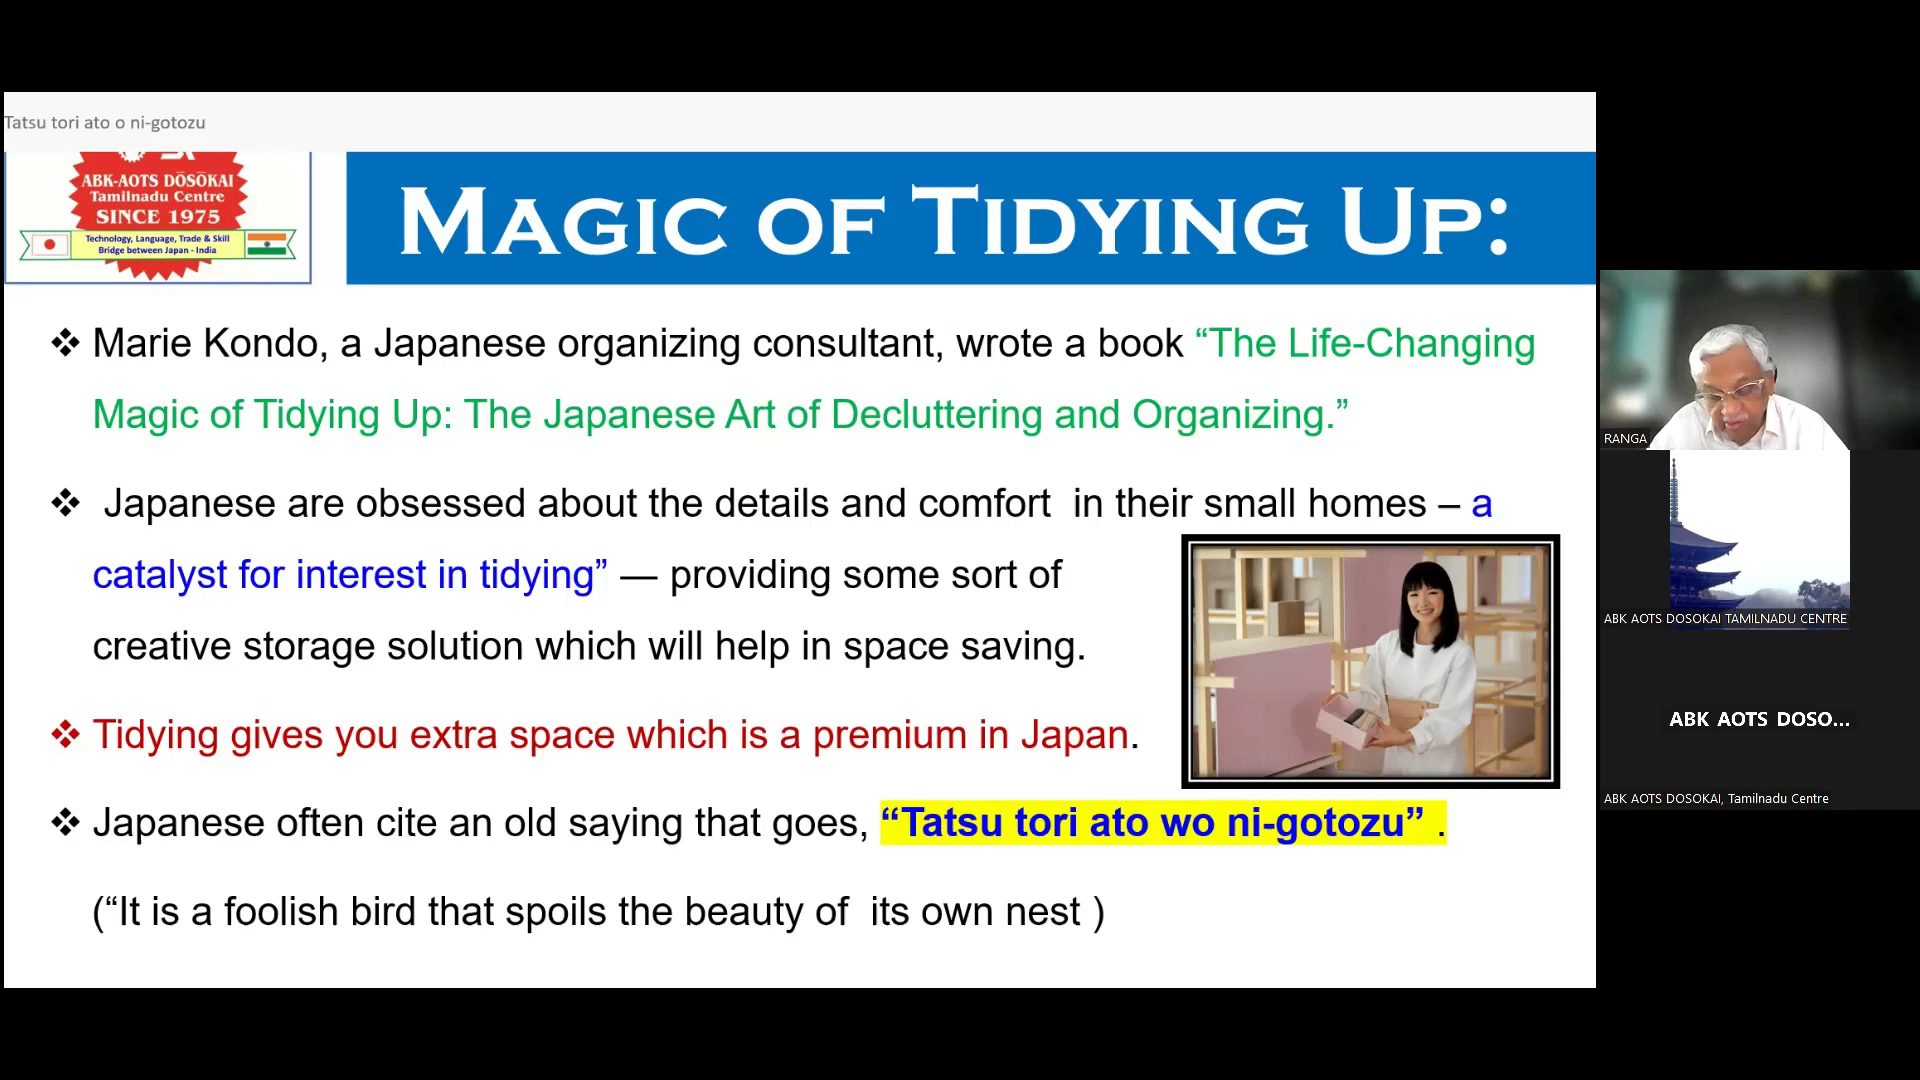 Tatsu tori ato o ni-gotozu
ABK-AOTS DŌSŌKAI
Tamilnadu Centre
SINCE 1975
Technology, Language, Trade & Skill
Bridge between Japan - India
MAGIC OF TIDYING UP:
❖ Marie Kondo, a Japanese organizing consultant, wrote a book “The Life-Changing
Magic of Tidying Up: The Japanese Art of Decluttering and Organizing.”
❖ Japanese are obsessed about the details and comfort in their small homes – a
catalyst for interest in tidying” — providing some sort of
creative storage solution which will help in space saving.
❖ Tidying gives you extra space which is a premium in Japan.
❖ Japanese often cite an old saying that goes, “Tatsu tori ato wo ni-gotozu” .
(“It is a foolish bird that spoils the beauty of its own nest )
RANGA
ABK AOTS DOSOKAI TAMILNADU CENTRE
ABK AOTS DOSO...
ABK AOTS DOSOKAI, Tamilnadu Centre